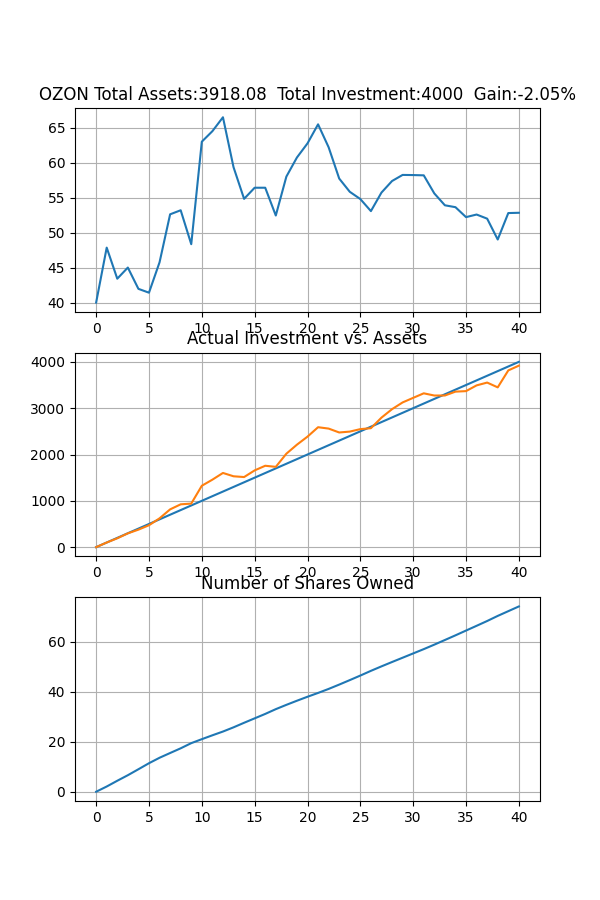 OZON Total Assets:3918.08  Total Investment:4000  Gain:-2.05%
65
60
55
50
45
40
0 5 10 15 20 25 30 35 40
Actual Investment vs. Assets
4000
3000
2000
1000
0
0 5 10 15 20 25 30 35 40
Number of Shares Owned
60
40
20
0
0 5 10 15 20 25 30 35 40